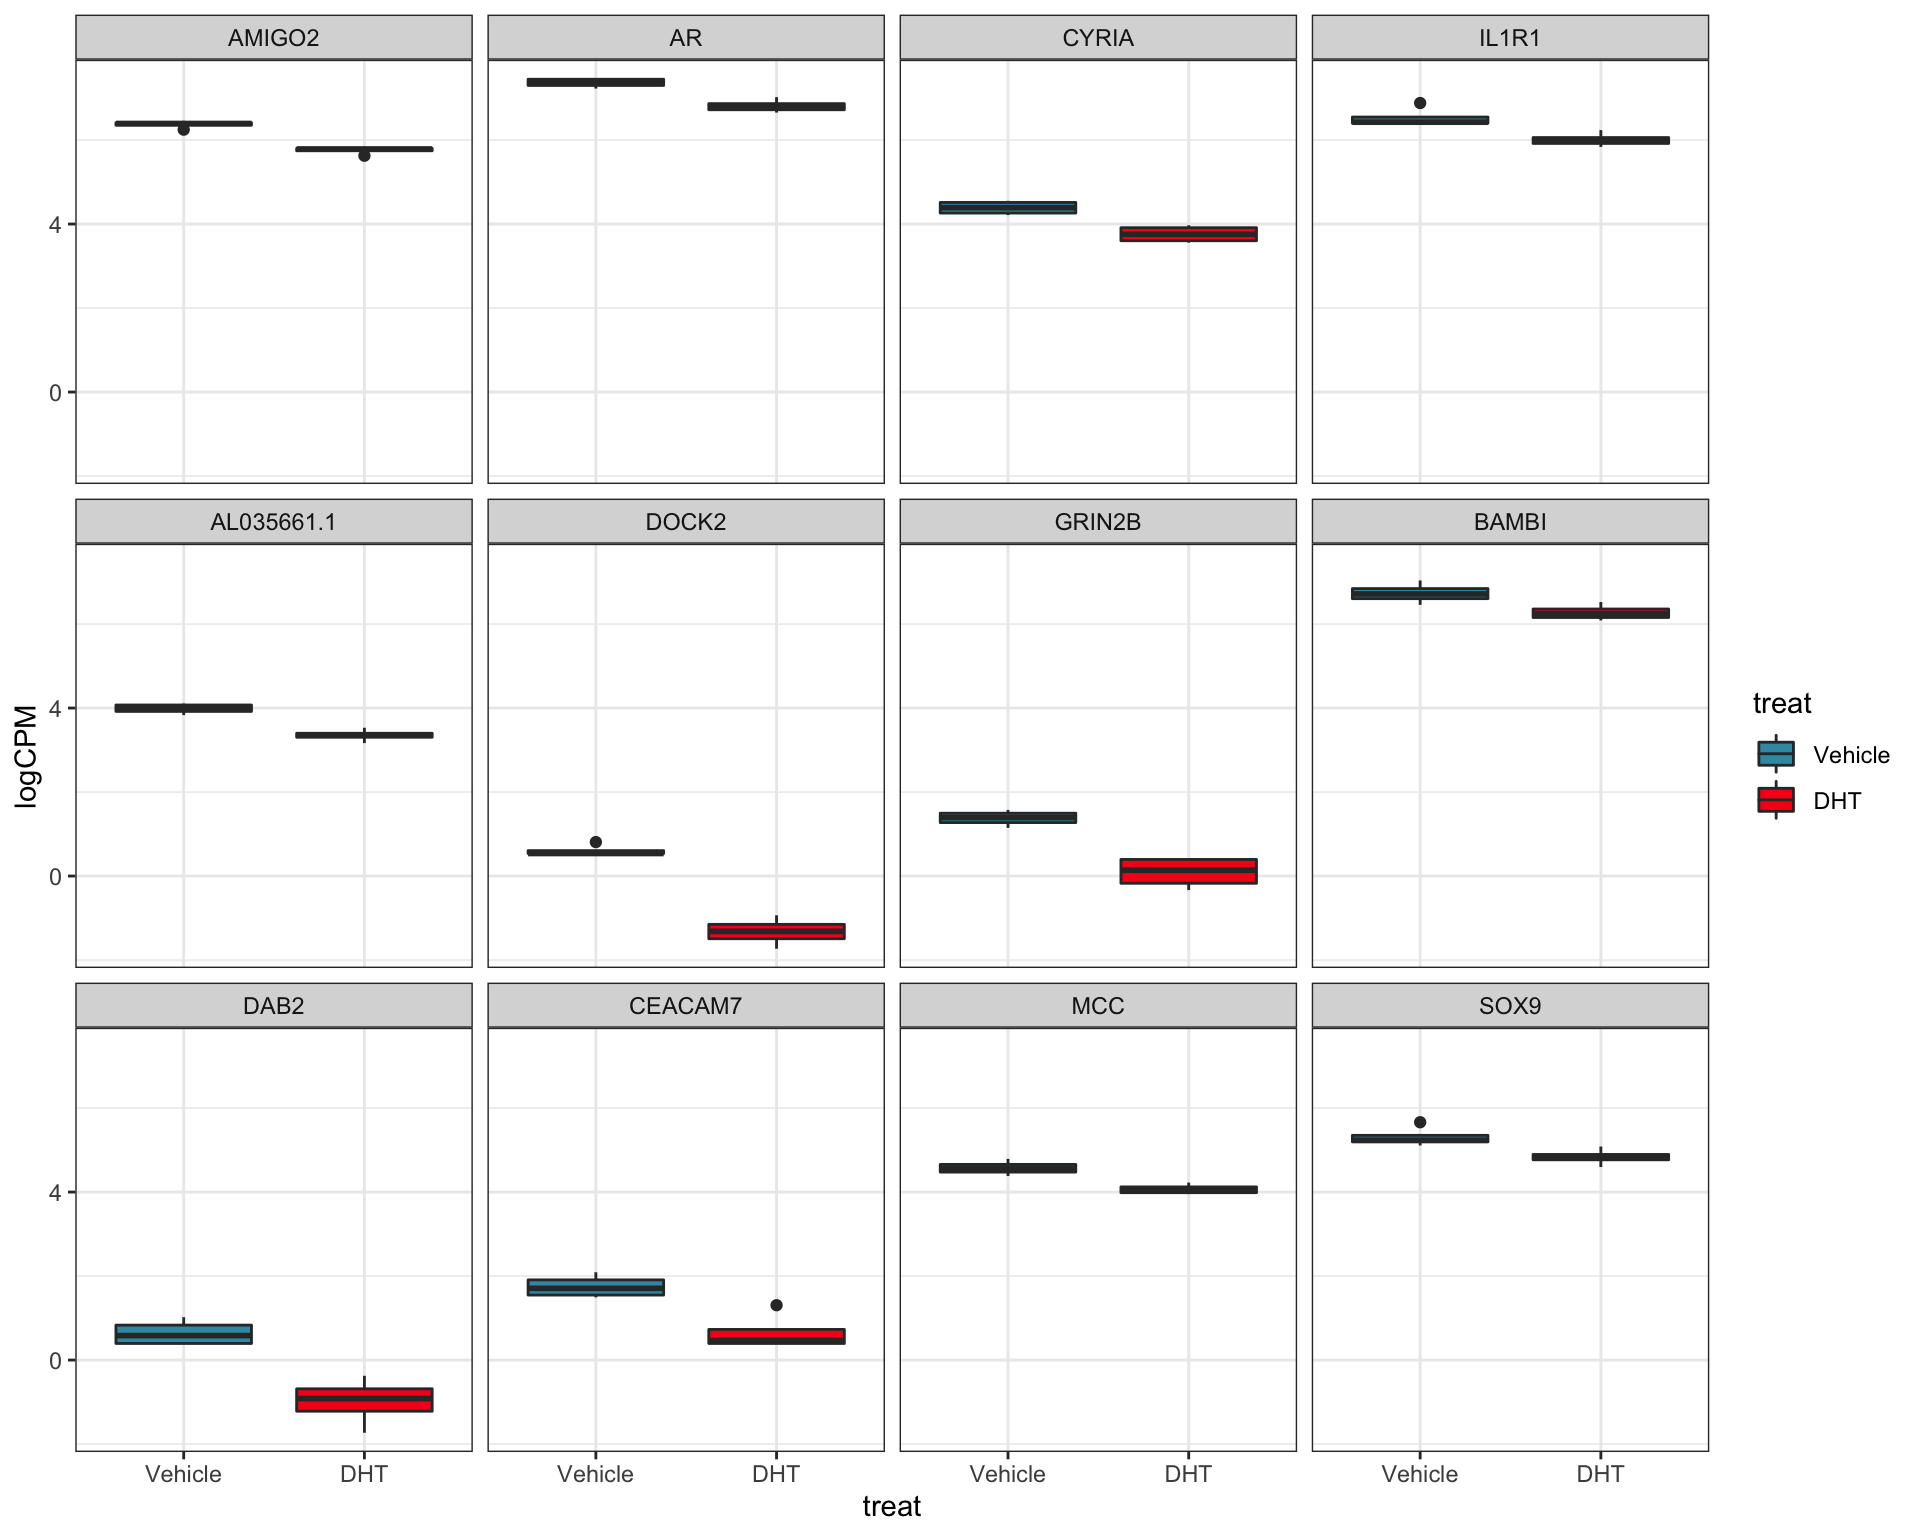 AMIGO2 AR CYRIA IL1R1
4
0
AL035661.1 DOCK2 GRIN2B BAMBI
4
0
DAB2 CEACAM7 MCC SOX9
4
0
Vehicle DHT Vehicle DHT Vehicle DHT Vehicle DHT
treat
logCPM
treat
Vehicle
DHT